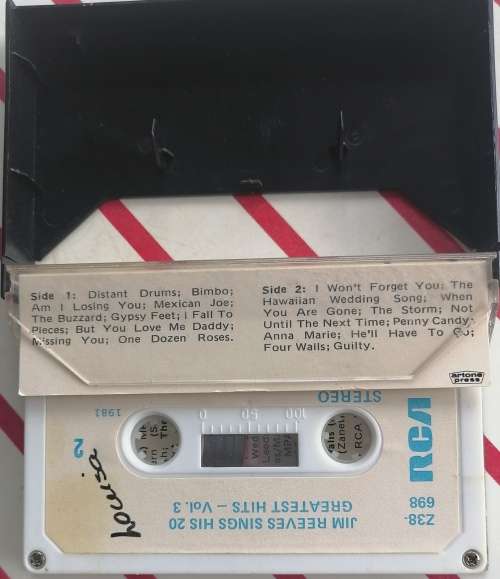 Side 1: Distant Drums; Bimbo;
Am I Losing You; Mexican Joe;
The Buzzard; Gypsy Feet; I Fall To
Pieces; But You Love Me Daddy;
Missing You; One Dozen Roses.
Side 2: I Won't Forget You; The
Hawaiian Wedding Song; When
You Are Gone; The Storm; Not
Until The Next Time; Penny Candy;
Anna Marie; He'll Have To Go;
Four Walls; Guilty.
artone
press
JIM REEVES SINGS HIS 20
GREATEST HITS – Vol. 3
Z38-
698
RCA
STEREO
2
1981
100 50 0
Louisa